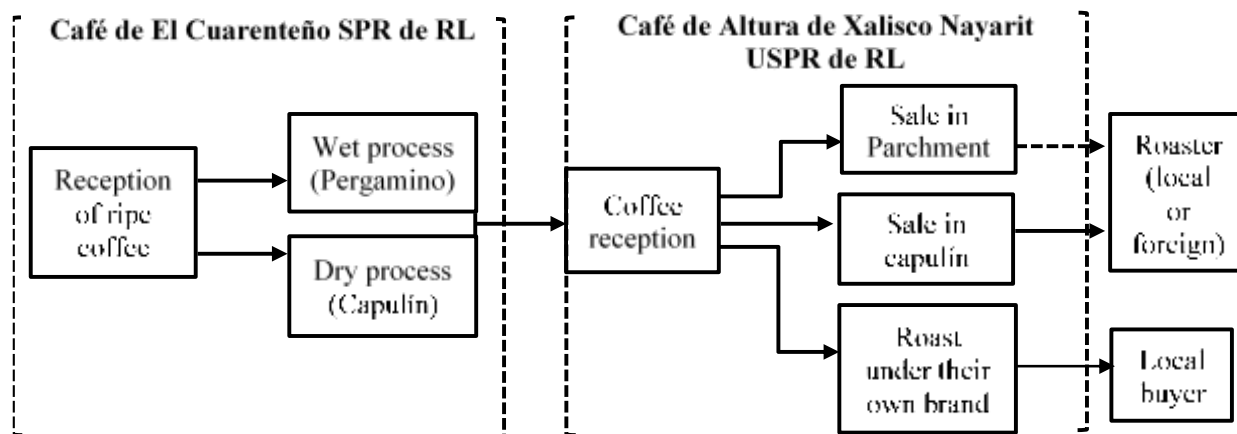 Café de El Cuarenteño SPR de RL
Café de Altura de Xalisco Nayarit
USPR de RL
Reception
of ripe
coffee
Wet process
(Pergamino)
Dry process
(Capulín)
Coffee
reception
Sale in
Parchment
Sale in
capulín
Roast
under their
own brand
Roaster
(local
or
foreign)
Local
buyer